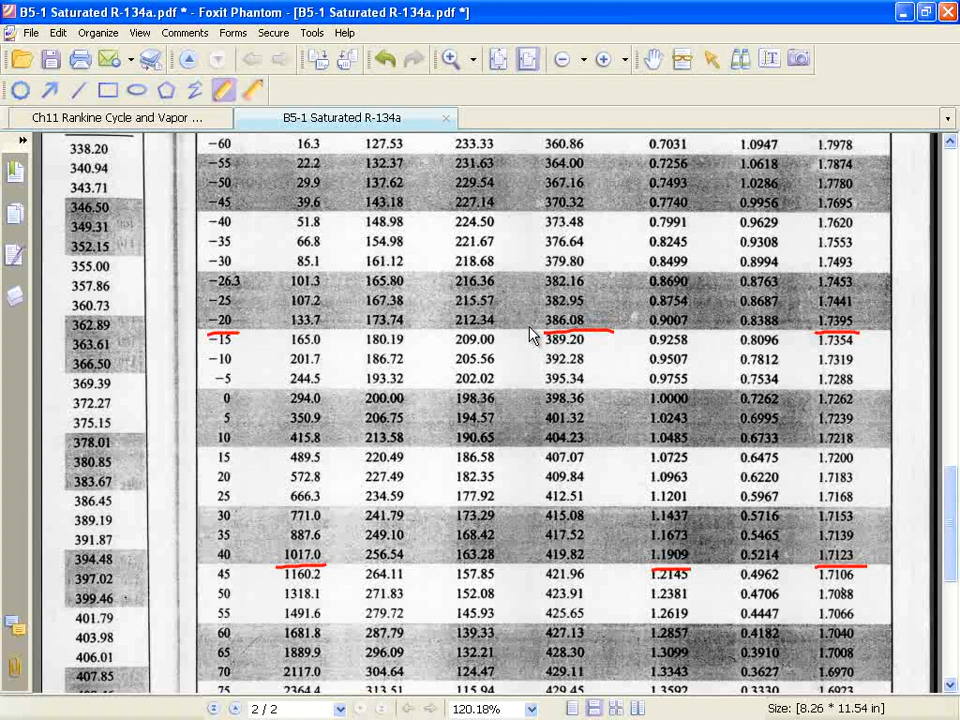 B5-1 Saturated R-134a.pdf * - Foxit Phantom - [B5-1 Saturated R-134a.pdf *]
File Edit Organize View Comments Forms Secure Tools Help
Ch11 Rankine Cycle and Vapor ... B5-1 Saturated R-134a
338.20 −60 16.3 127.53 233.33 360.86 0.7031 1.0947 1.7978
340.94 −55 22.2 132.37 231.63 364.00 0.7256 1.0618 1.7874
343.71 −50 29.9 137.62 229.54 367.16 0.7493 1.0286 1.7780
346.50 −45 39.6 143.18 227.14 370.32 0.7740 0.9956 1.7695
349.31 −40 51.8 148.98 224.50 373.48 0.7991 0.9629 1.7620
352.15 −35 66.8 154.98 221.67 376.64 0.8245 0.9308 1.7553
355.00 −30 85.1 161.12 218.68 379.80 0.8499 0.8994 1.7493
357.86 −26.3 101.3 165.80 216.36 382.16 0.8690 0.8763 1.7453
360.73 −25 107.2 167.38 215.57 382.95 0.8754 0.8687 1.7441
362.89 −20 133.7 173.74 212.34 386.08 0.9007 0.8388 1.7395
363.61 −15 165.0 180.19 209.00 389.20 0.9258 0.8096 1.7354
366.50 −10 201.7 186.72 205.56 392.28 0.9507 0.7812 1.7319
369.39 −5 244.5 193.32 202.02 395.34 0.9755 0.7534 1.7288
372.27 0 294.0 200.00 198.36 398.36 1.0000 0.7262 1.7262
375.15 5 350.9 206.75 194.57 401.32 1.0243 0.6995 1.7239
378.01 10 415.8 213.58 190.65 404.23 1.0485 0.6733 1.7218
380.85 15 489.5 220.49 186.58 407.07 1.0725 0.6475 1.7200
383.67 20 572.8 227.49 182.35 409.84 1.0963 0.6220 1.7183
386.45 25 666.3 234.59 177.92 412.51 1.1201 0.5967 1.7168
389.19 30 771.0 241.79 173.29 415.08 1.1437 0.5716 1.7153
391.87 35 887.6 249.10 168.42 417.52 1.1673 0.5465 1.7139
394.48 40 1017.0 256.54 163.28 419.82 1.1909 0.5214 1.7123
397.02 45 1160.2 264.11 157.85 421.96 1.2145 0.4962 1.7106
399.46 50 1318.1 271.83 152.08 423.91 1.2381 0.4706 1.7088
401.79 55 1491.6 279.72 145.93 425.65 1.2619 0.4447 1.7066
403.98 60 1681.8 287.79 139.33 427.13 1.2857 0.4182 1.7040
406.01 65 1889.9 296.09 132.21 428.30 1.3099 0.3910 1.7008
407.85 70 2117.0 304.64 124.47 429.11 1.3343 0.3627 1.6970
75 2364.4 313.51 115.94 429.45 1.3592 0.3330 1.6923
2 / 2 120.18% Size: [8.26 * 11.54 in]